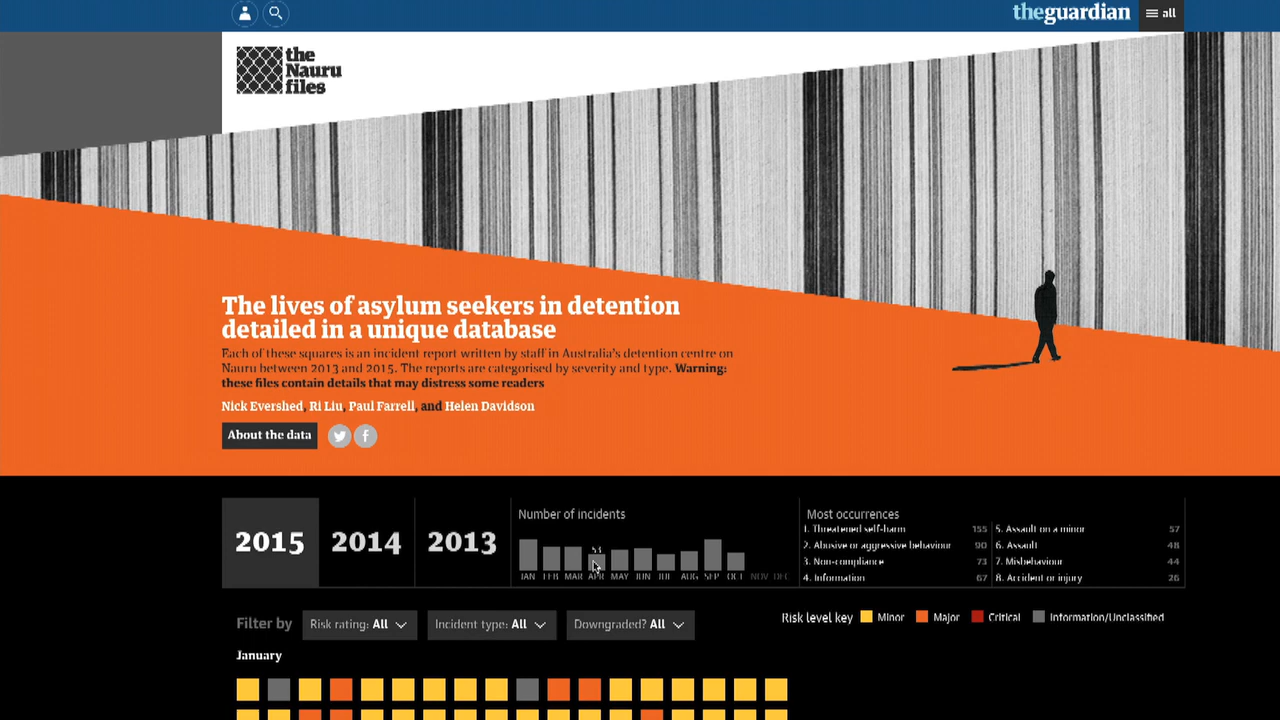 theguardian
all
the
Nauru
files
The lives of asylum seekers in detention
detailed in a unique database
Each of these squares is an incident report written by staff in Australia's detention centre on
Nauru between 2013 and 2015. The reports are categorised by severity and type. Warning:
these files contain details that may distress some readers
Nick Evershed, Ri Liu, Paul Farrell, and Helen Davidson
About the data
2015 2014 2013
Number of incidents
53
JAN FEB MAR APR MAY JUN JUL AUG SEP OCT NOV DEC
Most occurrences
1. Threatened self-harm 155
2. Abusive or aggressive behaviour 90
3. Non-compliance 73
4. Information 67
5. Assault on a minor 57
6. Assault 48
7. Misbehaviour 44
8. Accident or injury 26
Filter by
Risk rating: All
Incident type: All
Downgraded? All
Risk level key Minor Major Critical Information/Unclassified
January